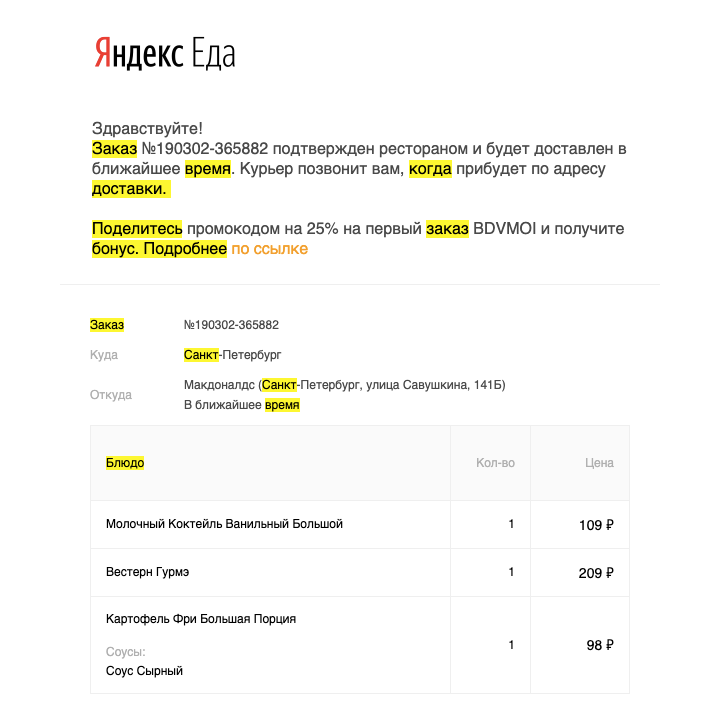 Яндекс Еда
Здравствуйте!
Заказ №190302-365882 подтвержден рестораном и будет доставлен в
ближайшее время. Курьер позвонит вам, когда прибудет по адресу
доставки.
Поделитесь промокодом на 25% на первый заказ BDVMOI и получите
бонус. Подробнее по ссылке
Заказ №190302-365882
Куда Санкт-Петербург
Откуда Макдоналдс (Санкт-Петербург, улица Савушкина, 141Б)
В ближайшее время
Блюдо Кол-во Цена
Молочный Коктейль Ванильный Большой 1 109 ₽
Вестерн Гурмэ 1 209 ₽
Картофель Фри Большая Порция
1 98 ₽
Соусы:
Соус Сырный